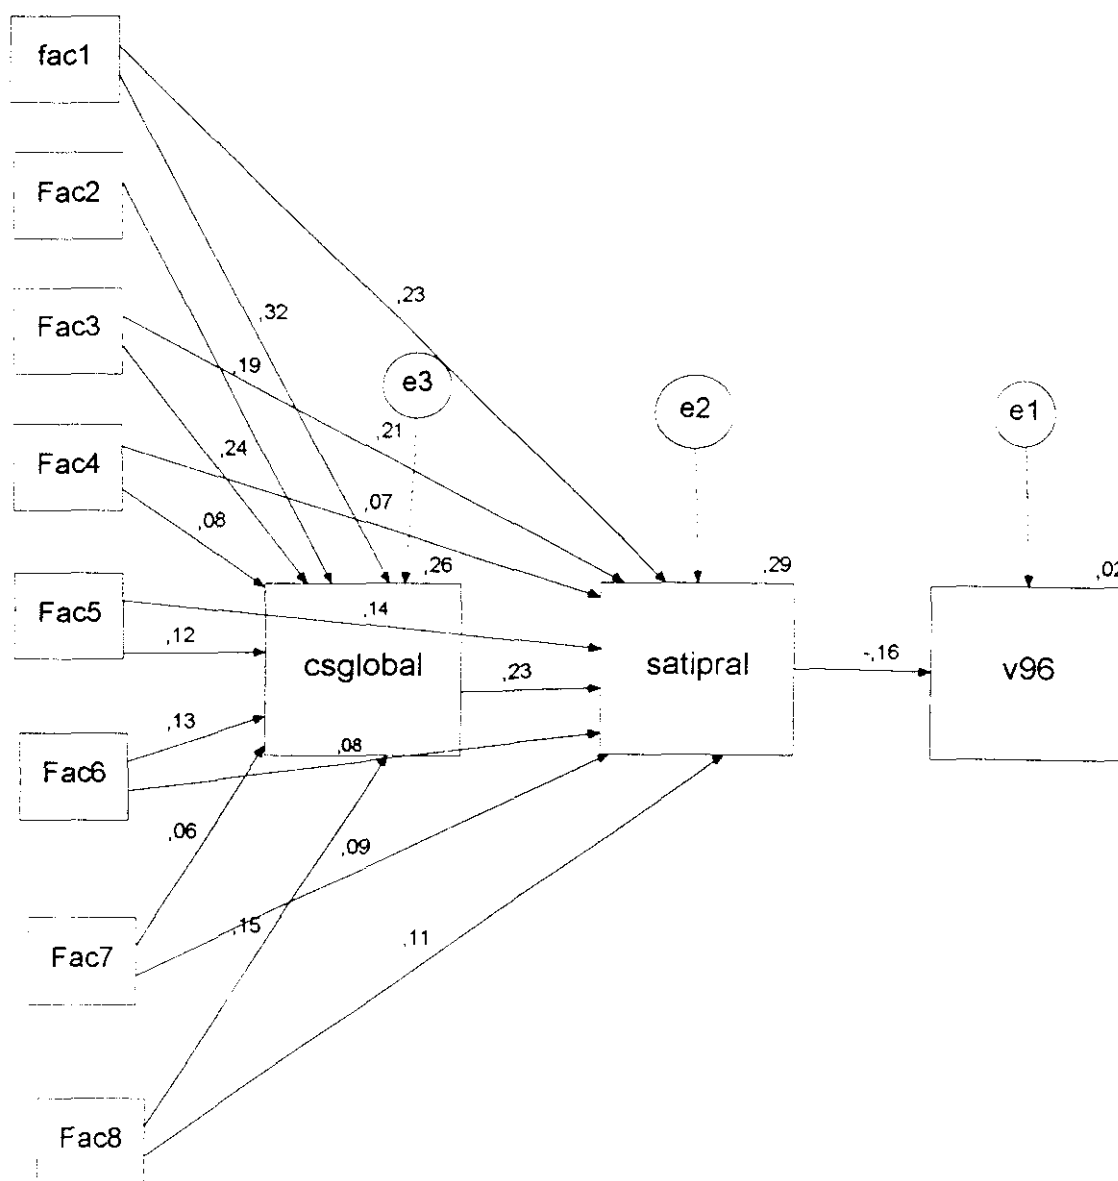 fac1
Fac2
Fac3
Fac4
Fac5
Fac6
Fac7
Fac8
,23
,32
,19
,21
,24
,07
,08
,14
,12
,13
,08
,06
,09
,15
,11
e3
e2
e1
,26
,29
,02
csglobal
,23
satipral
-,16
v96